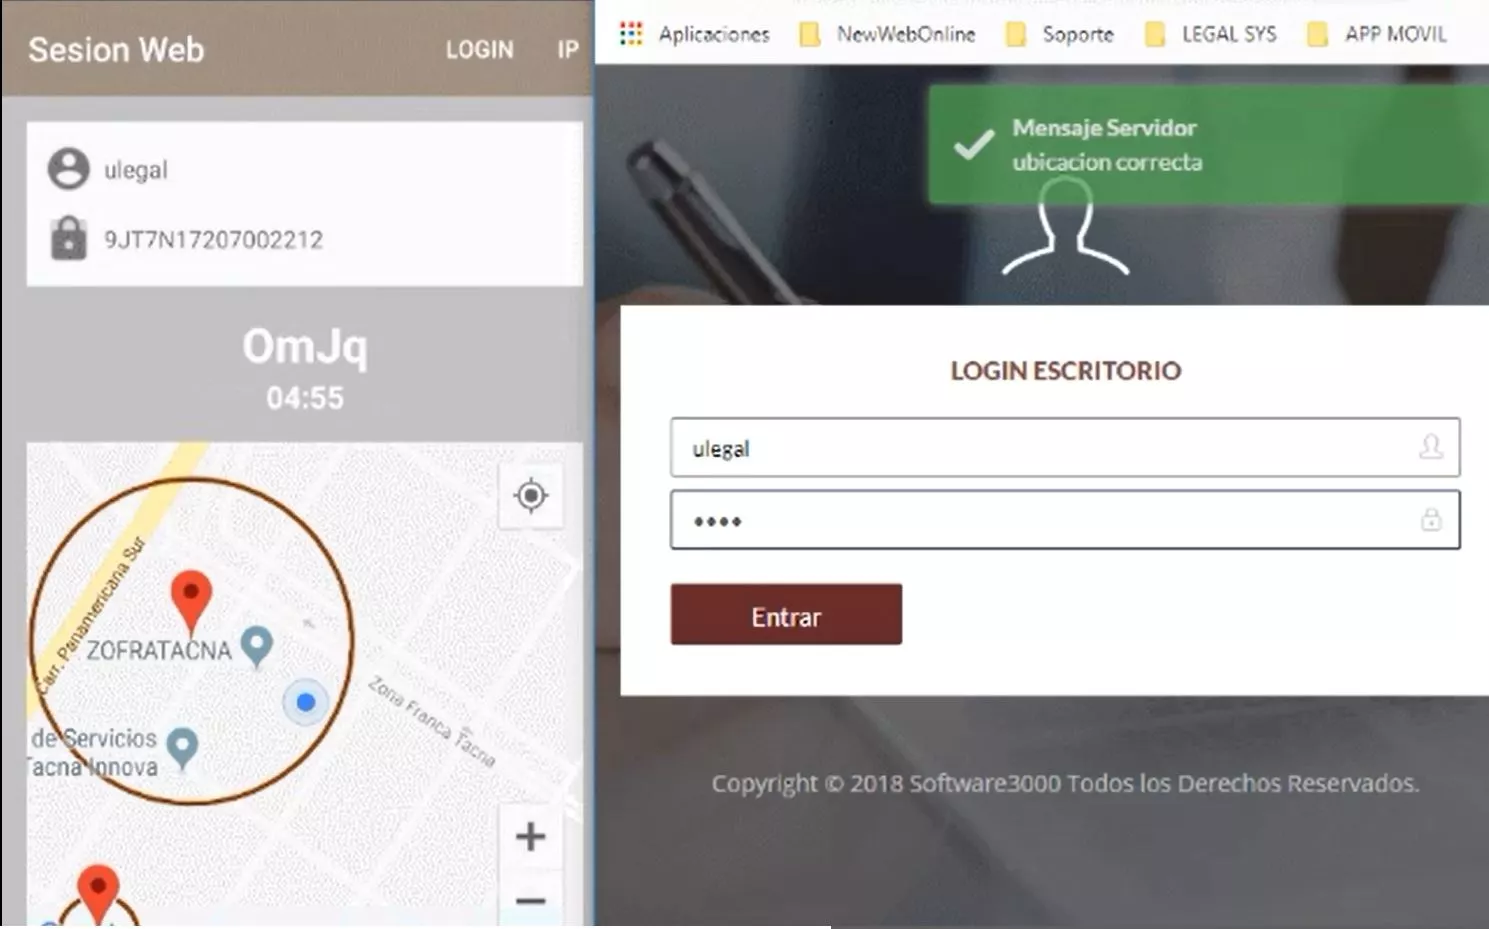 Sesion Web
LOGIN
IP
ulegal
9JT7N17207002212
OmJq
04:55
Carr. Panamericana Sur
ZOFRATACNA
Zona Franca Tacna
de Servicios
Tacna Innova
Aplicaciones
NewWebOnline
Soporte
LEGAL SYS
APP MOVIL
Mensaje Servidor
ubicacion correcta
LOGIN ESCRITORIO
ulegal
Entrar
Copyright © 2018 Software3000 Todos los Derechos Reservados.